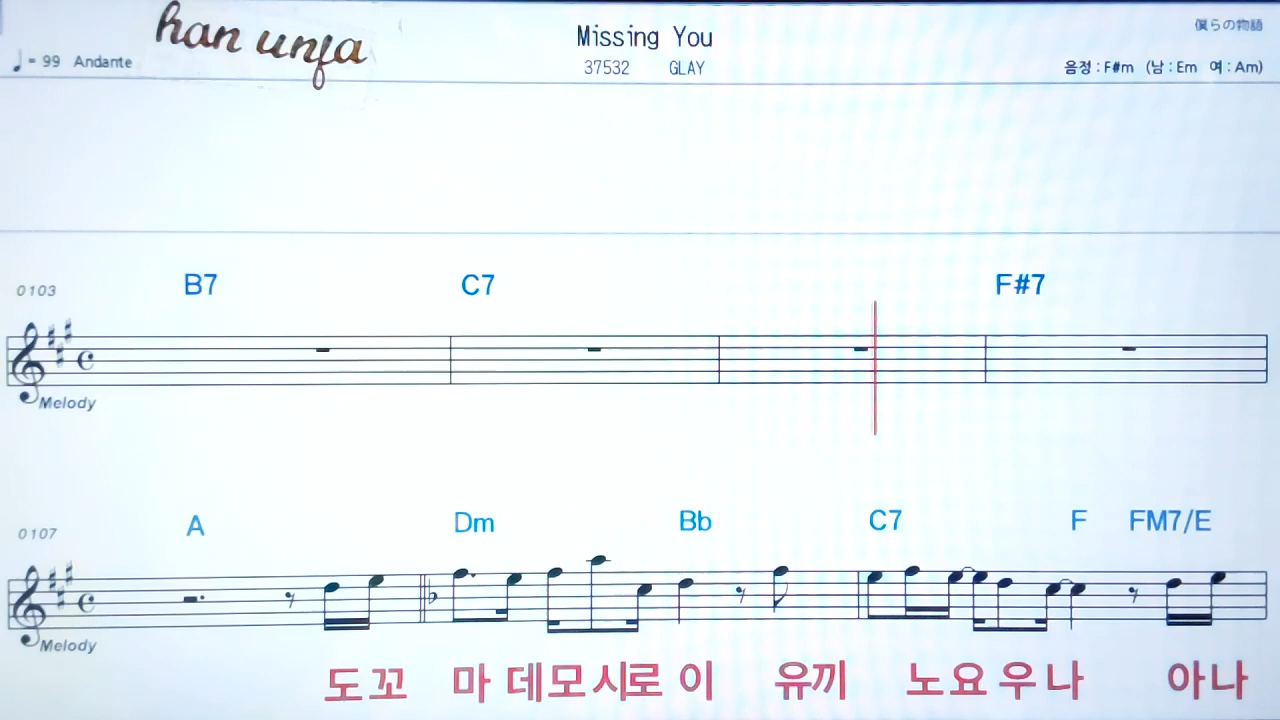 han unja
Missing You
僕らの物語
♩= 99 Andante
37532 GLAY
음정 : F#m (남 : Em 여 : Am)
0103 B7 C7 F#7
Melody
0107 A Dm Bb C7 F FM7/E
Melody
도꼬 마 데모시로 이 유끼 노요우나 아나